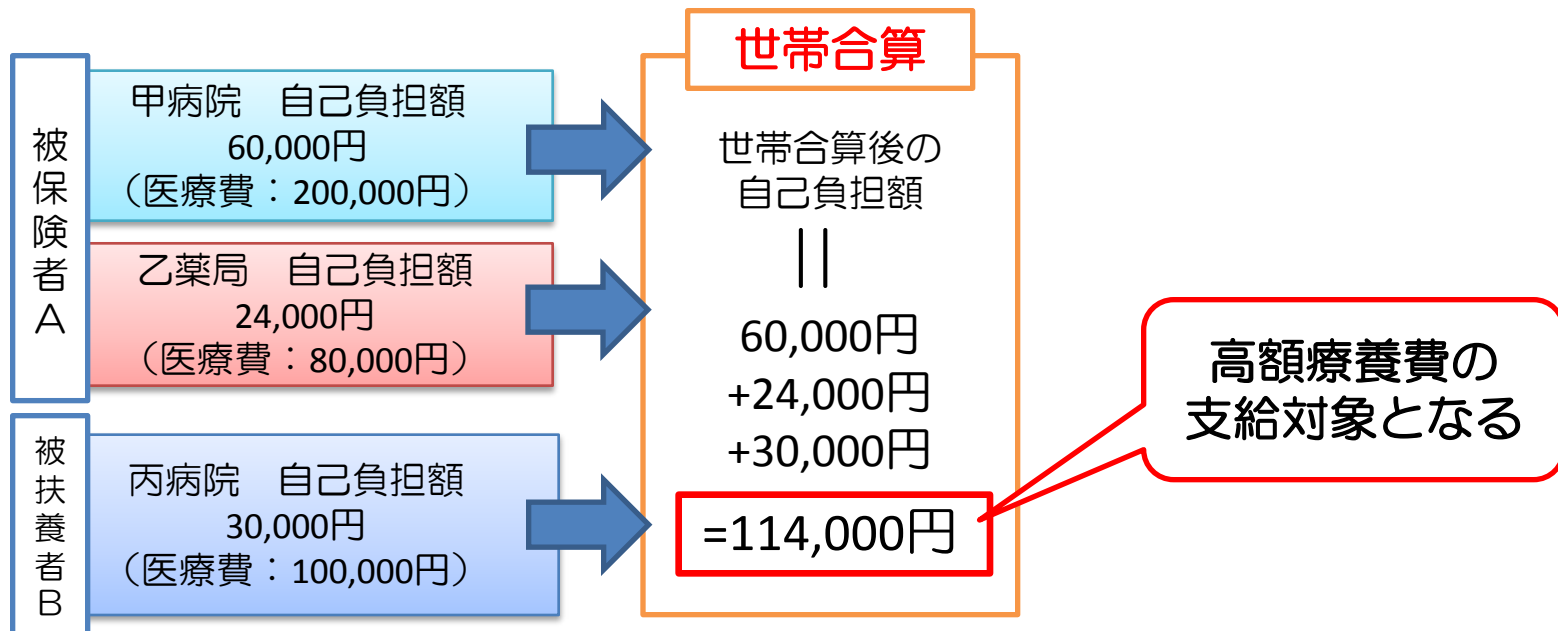 世帯合算
被保険者A
甲病院　自己負担額
60,000円
（医療費：200,000円）
乙薬局　自己負担額
24,000円
（医療費：80,000円）
被扶養者B
丙病院　自己負担額
30,000円
（医療費：100,000円）
世帯合算後の
自己負担額
||
60,000円
+24,000円
+30,000円
=114,000円
高額療養費の
支給対象となる